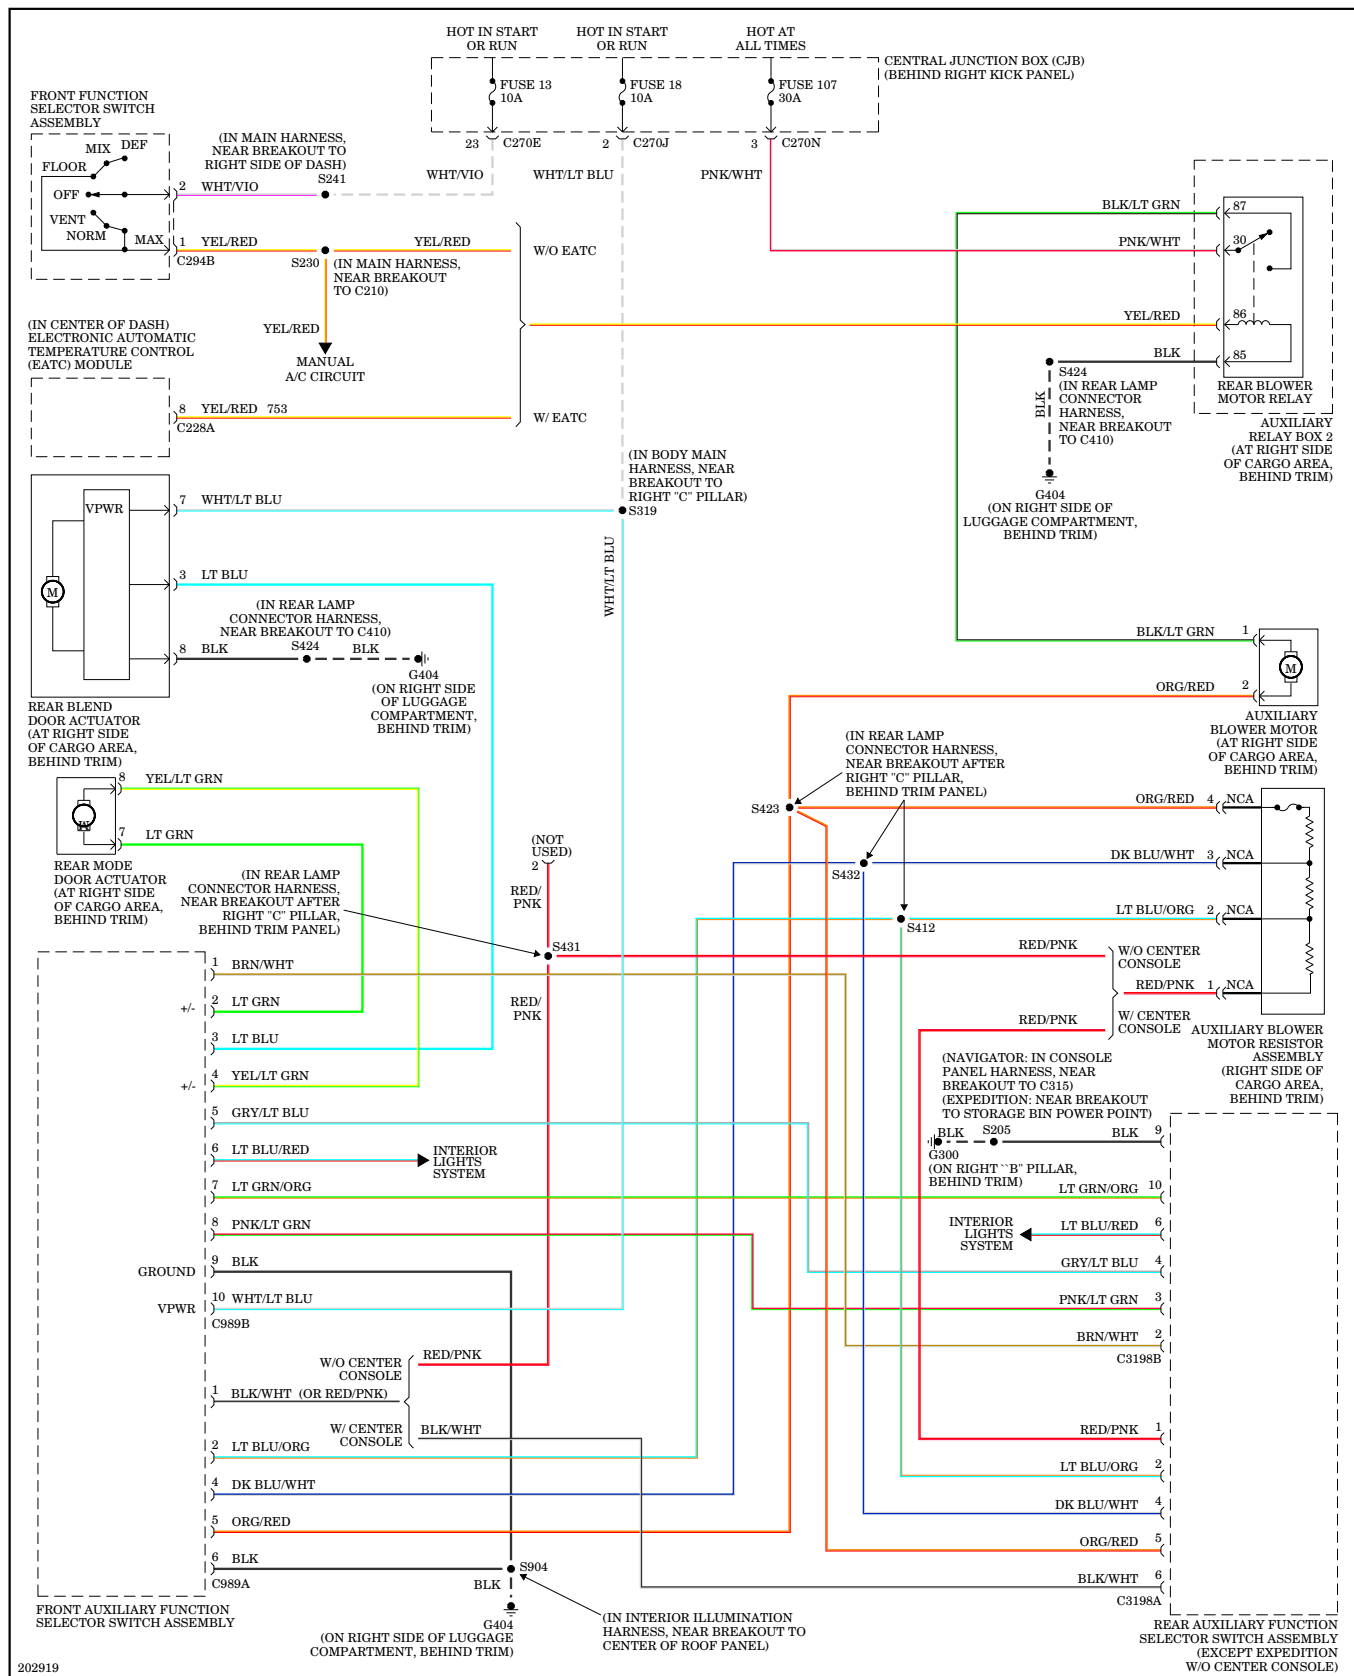 HOT IN START
OR RUN
HOT IN START
OR RUN
HOT AT
ALL TIMES
CENTRAL JUNCTION BOX (CJB)
(BEHIND RIGHT KICK PANEL)
FUSE 13
10A
FUSE 18
10A
FUSE 107
30A
23
C270E
2
C270J
3
C270N
WHT/VIO
WHT/LT BLU
PNK/WHT
FRONT FUNCTION
SELECTOR SWITCH
ASSEMBLY
MIX
DEF
FLOOR
OFF
VENT
NORM
MAX
2
WHT/VIO
1
YEL/RED
C294B
(IN MAIN HARNESS,
NEAR BREAKOUT TO
RIGHT SIDE OF DASH)
S241
YEL/RED
S230
(IN MAIN HARNESS,
NEAR BREAKOUT
TO C210)
W/O EATC
YEL/RED
MANUAL
A/C CIRCUIT
(IN CENTER OF DASH)
ELECTRONIC AUTOMATIC
TEMPERATURE CONTROL
(EATC) MODULE
8
YEL/RED
753
C228A
W/ EATC
BLK/LT GRN
87
PNK/WHT
30
YEL/RED
86
BLK
85
S424
(IN REAR LAMP
CONNECTOR
HARNESS,
NEAR BREAKOUT
TO C410)
BLK
G404
(ON RIGHT SIDE OF
LUGGAGE COMPARTMENT,
BEHIND TRIM)
REAR BLOWER
MOTOR RELAY
AUXILIARY
RELAY BOX 2
(AT RIGHT SIDE
OF CARGO AREA,
BEHIND TRIM)
(IN BODY MAIN
HARNESS, NEAR
BREAKOUT TO
RIGHT "C" PILLAR)
S319
WHT/LT BLU
VPWR
M
7
WHT/LT BLU
3
LT BLU
8
BLK
(IN REAR LAMP
CONNECTOR HARNESS,
NEAR BREAKOUT TO C410)
S424
BLK
G404
(ON RIGHT SIDE
OF LUGGAGE
COMPARTMENT,
BEHIND TRIM)
REAR BLEND
DOOR ACTUATOR
(AT RIGHT SIDE
OF CARGO AREA,
BEHIND TRIM)
8
YEL/LT GRN
M
7
LT GRN
REAR MODE
DOOR ACTUATOR
(AT RIGHT SIDE
OF CARGO AREA,
BEHIND TRIM)
BLK/LT GRN
1
M
ORG/RED
2
AUXILIARY
BLOWER MOTOR
(AT RIGHT SIDE
OF CARGO AREA,
BEHIND TRIM)
(IN REAR LAMP
CONNECTOR HARNESS,
NEAR BREAKOUT AFTER
RIGHT "C" PILLAR,
BEHIND TRIM PANEL)
S423
S432
S412
ORG/RED
4
NCA
DK BLU/WHT
3
NCA
LT BLU/ORG
2
NCA
RED/PNK
1
NCA
AUXILIARY BLOWER
MOTOR RESISTOR
ASSEMBLY
(RIGHT SIDE OF
CARGO AREA,
BEHIND TRIM)
(NOT
USED)
2
RED/
PNK
(IN REAR LAMP
CONNECTOR HARNESS,
NEAR BREAKOUT AFTER
RIGHT "C" PILLAR,
BEHIND TRIM PANEL)
S431
RED/
PNK
RED/PNK
W/O CENTER
CONSOLE
RED/PNK
W/ CENTER
CONSOLE
1
BRN/WHT
+/-
2
LT GRN
3
LT BLU
+/-
4
YEL/LT GRN
5
GRY/LT BLU
6
LT BLU/RED
INTERIOR
LIGHTS
SYSTEM
7
LT GRN/ORG
8
PNK/LT GRN
GROUND
9
BLK
VPWR
10
WHT/LT BLU
C989B
W/O CENTER
CONSOLE
RED/PNK
1
BLK/WHT
(OR RED/PNK)
W/ CENTER
CONSOLE
BLK/WHT
2
LT BLU/ORG
4
DK BLU/WHT
5
ORG/RED
6
BLK
C989A
FRONT AUXILIARY FUNCTION
SELECTOR SWITCH ASSEMBLY
S904
BLK
G404
(ON RIGHT SIDE OF LUGGAGE
COMPARTMENT, BEHIND TRIM)
(IN INTERIOR ILLUMINATION
HARNESS, NEAR BREAKOUT TO
CENTER OF ROOF PANEL)
(NAVIGATOR: IN CONSOLE
PANEL HARNESS, NEAR
BREAKOUT TO C315)
(EXPEDITION: NEAR BREAKOUT
TO STORAGE BIN POWER POINT)
BLK
S205
BLK
9
G300
(ON RIGHT ``B" PILLAR,
BEHIND TRIM)
LT GRN/ORG
10
INTERIOR
LIGHTS
SYSTEM
LT BLU/RED
6
GRY/LT BLU
4
PNK/LT GRN
3
BRN/WHT
2
C3198B
RED/PNK
1
LT BLU/ORG
2
DK BLU/WHT
4
ORG/RED
5
BLK/WHT
6
C3198A
REAR AUXILIARY FUNCTION
SELECTOR SWITCH ASSEMBLY
(EXCEPT EXPEDITION
W/O CENTER CONSOLE)
202919